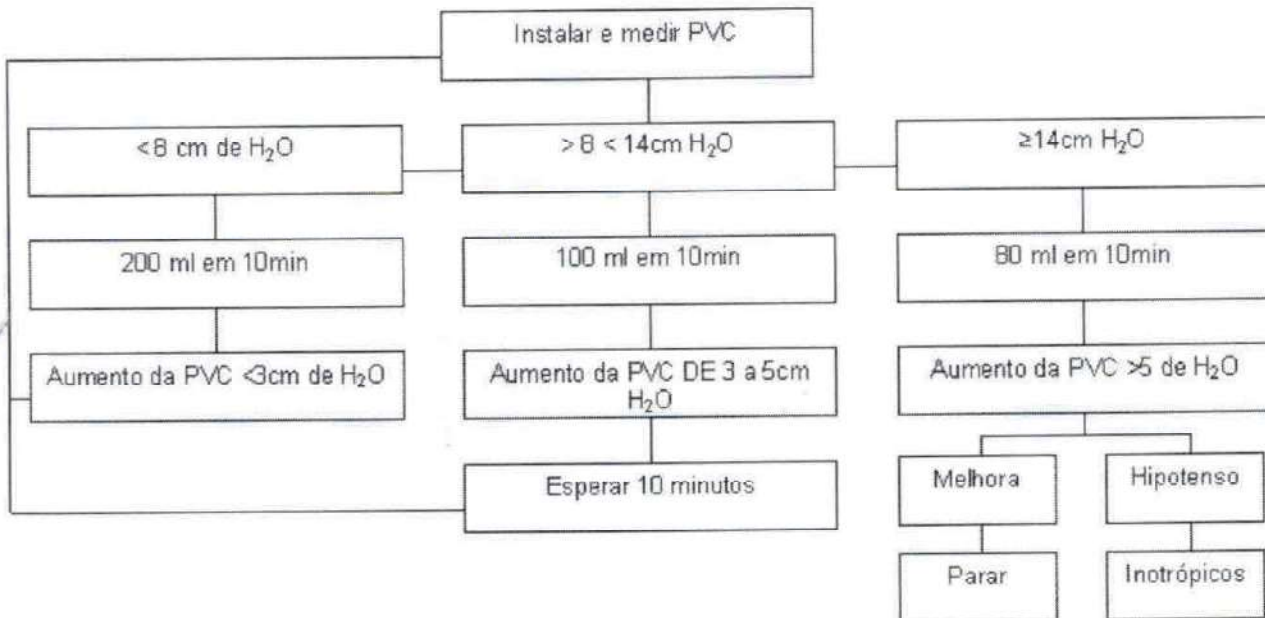 Instalar e medir PVC
<8 cm de H₂O
>8 < 14cm H₂O
≥14cm H₂O
200 ml em 10min
100 ml em 10min
80 ml em 10min
Aumento da PVC <3cm de H₂O
Aumento da PVC DE 3 a 5cm
H₂O
Aumento da PVC >5 de H₂O
Esperar 10 minutos
Melhora
Hipotenso
Parar
Inotrópicos